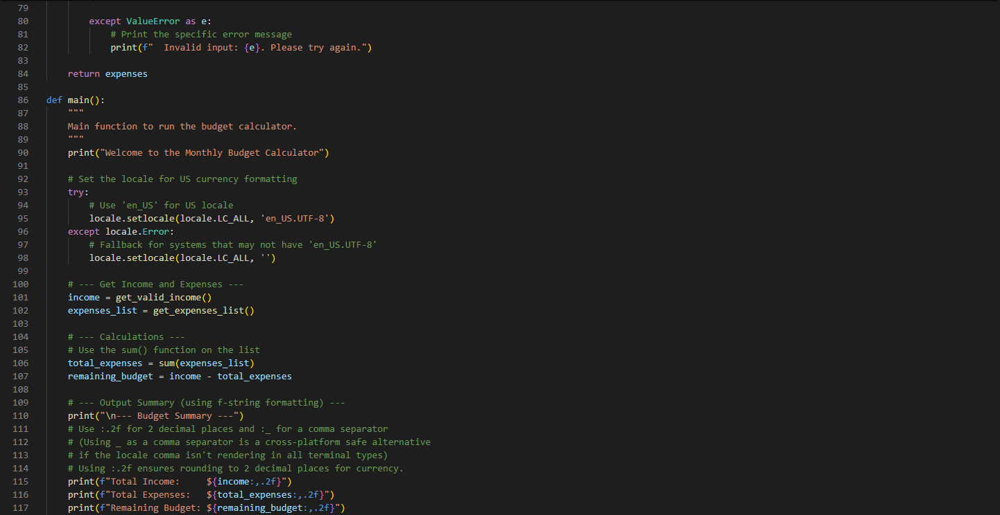 79
80 except ValueError as e:
81 # Print the specific error message
82 print(f"  Invalid input: {e}. Please try again.")
83
84 return expenses
85
86 def main():
87 """
88 Main function to run the budget calculator.
89 """
90 print("Welcome to the Monthly Budget Calculator")
91
92 # Set the locale for US currency formatting
93 try:
94 # Use 'en_US' for US locale
95 locale.setlocale(locale.LC_ALL, 'en_US.UTF-8')
96 except locale.Error:
97 # Fallback for systems that may not have 'en_US.UTF-8'
98 locale.setlocale(locale.LC_ALL, '')
99
100 # --- Get Income and Expenses ---
101 income = get_valid_income()
102 expenses_list = get_expenses_list()
103
104 # --- Calculations ---
105 # Use the sum() function on the list
106 total_expenses = sum(expenses_list)
107 remaining_budget = income - total_expenses
108
109 # --- Output Summary (using f-string formatting) ---
110 print("\n--- Budget Summary ---")
111 # Use :.2f for 2 decimal places and :_ for a comma separator
112 # (Using _ as a comma separator is a cross-platform safe alternative
113 # if the locale comma isn't rendering in all terminal types)
114 # Using :.2f ensures rounding to 2 decimal places for currency.
115 print(f"Total Income:     ${income:,.2f}")
116 print(f"Total Expenses:   ${total_expenses:,.2f}")
117 print(f"Remaining Budget: ${remaining_budget:,.2f}")